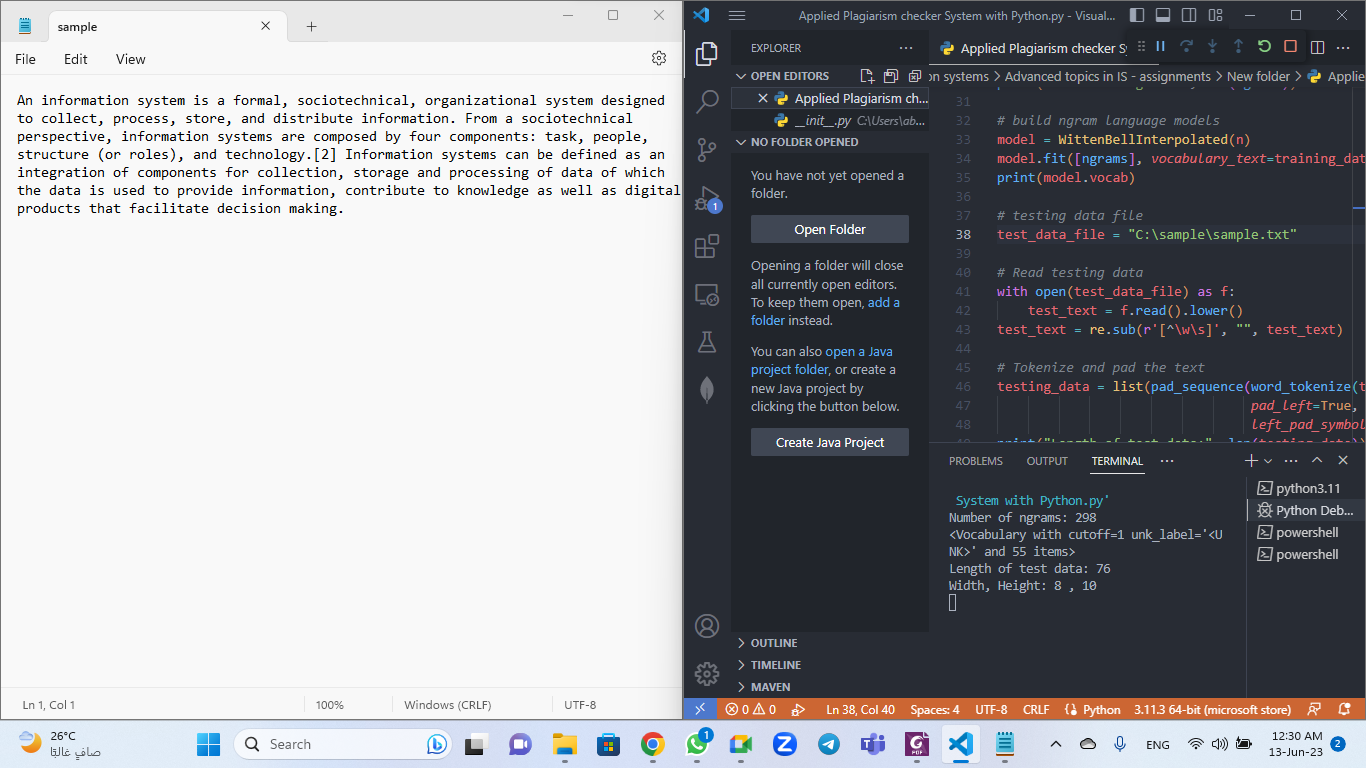 sample
File Edit View
An information system is a formal, sociotechnical, organizational system designed
to collect, process, store, and distribute information. From a sociotechnical
perspective, information systems are composed by four components: task, people,
structure (or roles), and technology.[2] Information systems can be defined as an
integration of components for collection, storage and processing of data of which
the data is used to provide information, contribute to knowledge as well as digital
products that facilitate decision making.
Ln 1, Col 1 100% Windows (CRLF) UTF-8
Applied Plagiarism checker System with Python.py - Visual...
EXPLORER
OPEN EDITORS
Applied Plagiarism ch...
__init__.py C:\Users\ab...
NO FOLDER OPENED
You have not yet opened a
folder.
Open Folder
Opening a folder will close
all currently open editors.
To keep them open, add a
folder instead.
You can also open a Java
project folder, or create a
new Java project by
clicking the button below.
Create Java Project
OUTLINE
TIMELINE
MAVEN
1
Applied Plagiarism checker Sy
on systems > Advanced topics in IS - assignments > New folder > Applie
31
32 # build ngram language models
33 model = WittenBellInterpolated(n)
34 model.fit([ngrams], vocabulary_text=training_dat
35 print(model.vocab)
36
37 # testing data file
38 test_data_file = "C:\sample\sample.txt"
39
40 # Read testing data
41 with open(test_data_file) as f:
42 test_text = f.read().lower()
43 test_text = re.sub(r'[^\w\s]', "", test_text)
44
45 # Tokenize and pad the text
46 testing_data = list(pad_sequence(word_tokenize(t
47 pad_left=True,
48 left_pad_symbol
PROBLEMS OUTPUT TERMINAL
System with Python.py'
Number of ngrams: 298
<Vocabulary with cutoff=1 unk_label='<U
NK>' and 55 items>
Length of test data: 76
Width, Height: 8 , 10
python3.11
Python Deb...
powershell
powershell
0 0 Ln 38, Col 40 Spaces: 4 UTF-8 CRLF Python 3.11.3 64-bit (microsoft store)
26°C
صافٍ غالبًا
Search
1
ENG
12:30 AM
13-Jun-23
2